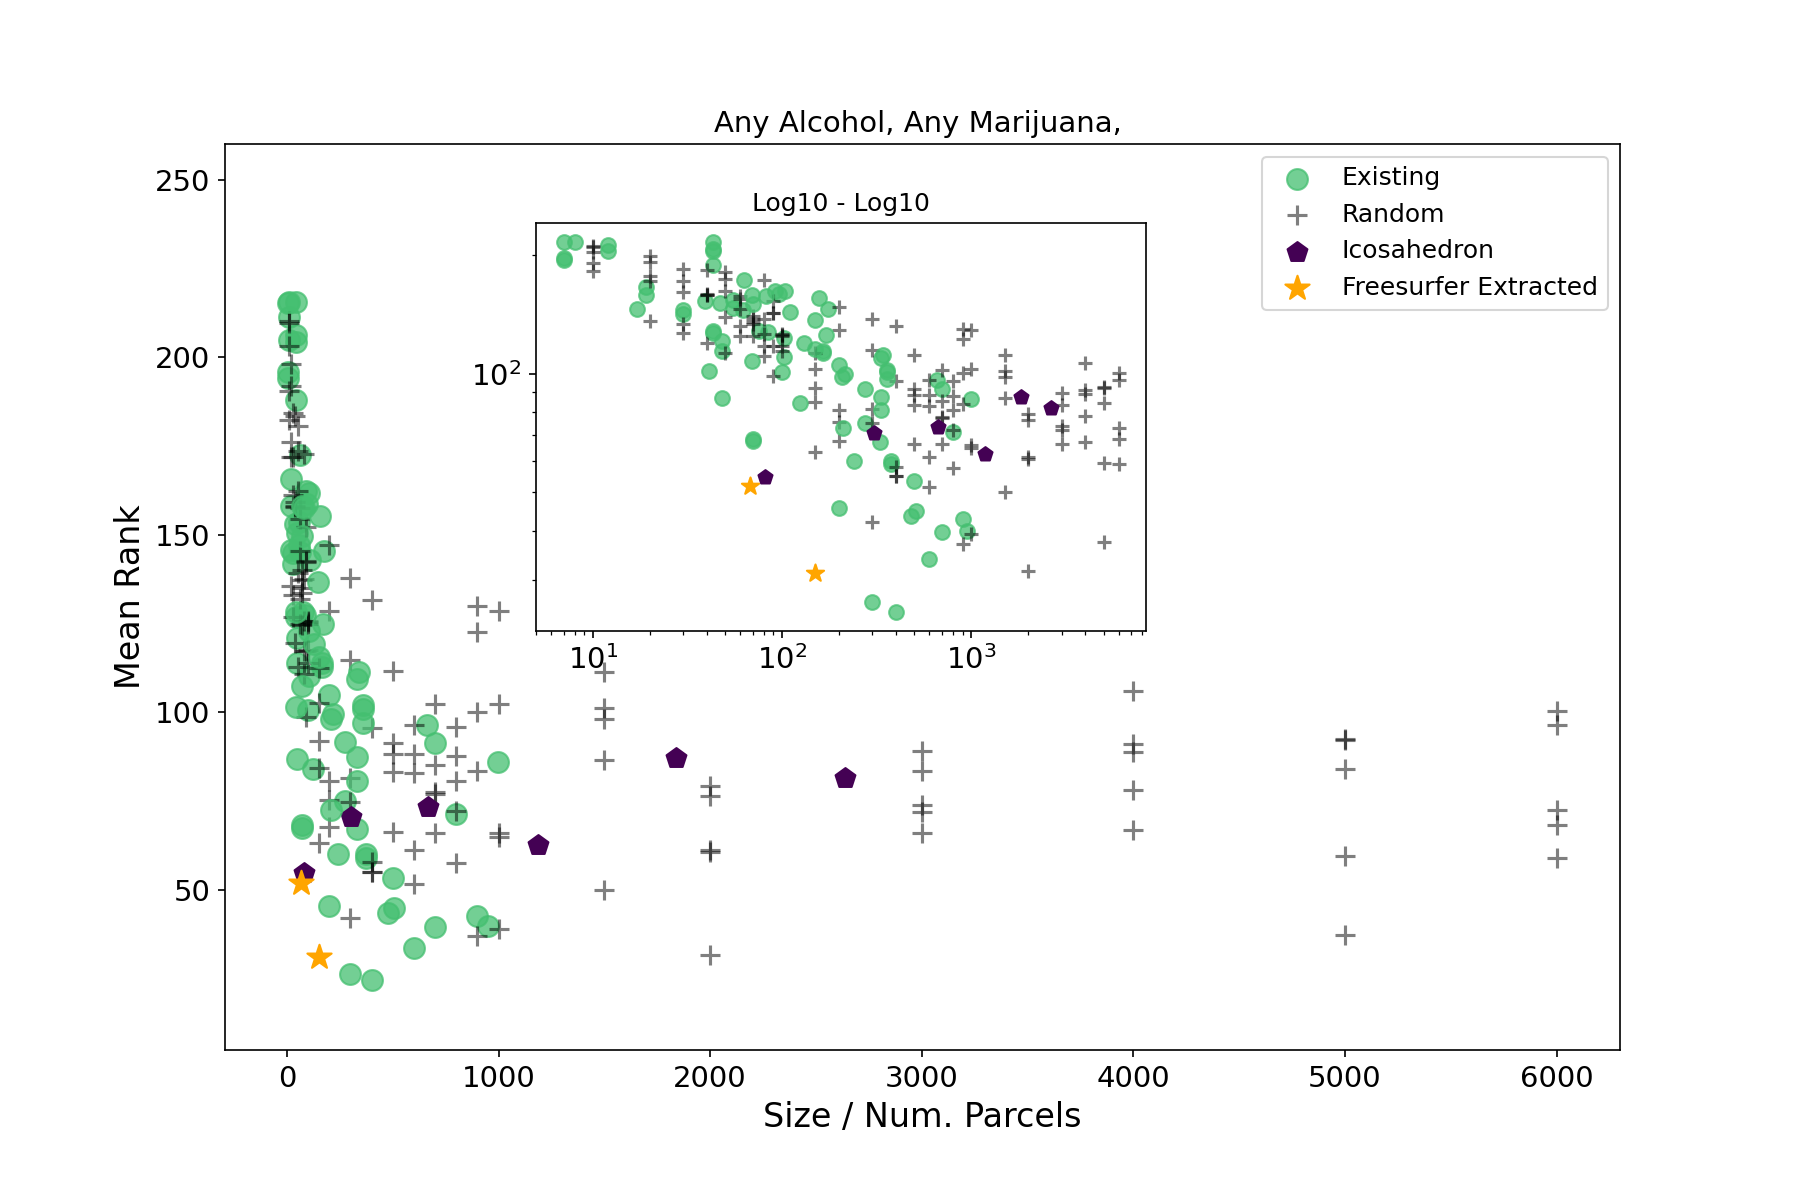 Any Alcohol, Any Marijuana,
250
200
150
100
50
Mean Rank
Log10 - Log10
10²
10¹ 10² 10³
Existing
Random
Icosahedron
Freesurfer Extracted
0 1000 2000 3000 4000 5000 6000
Size / Num. Parcels